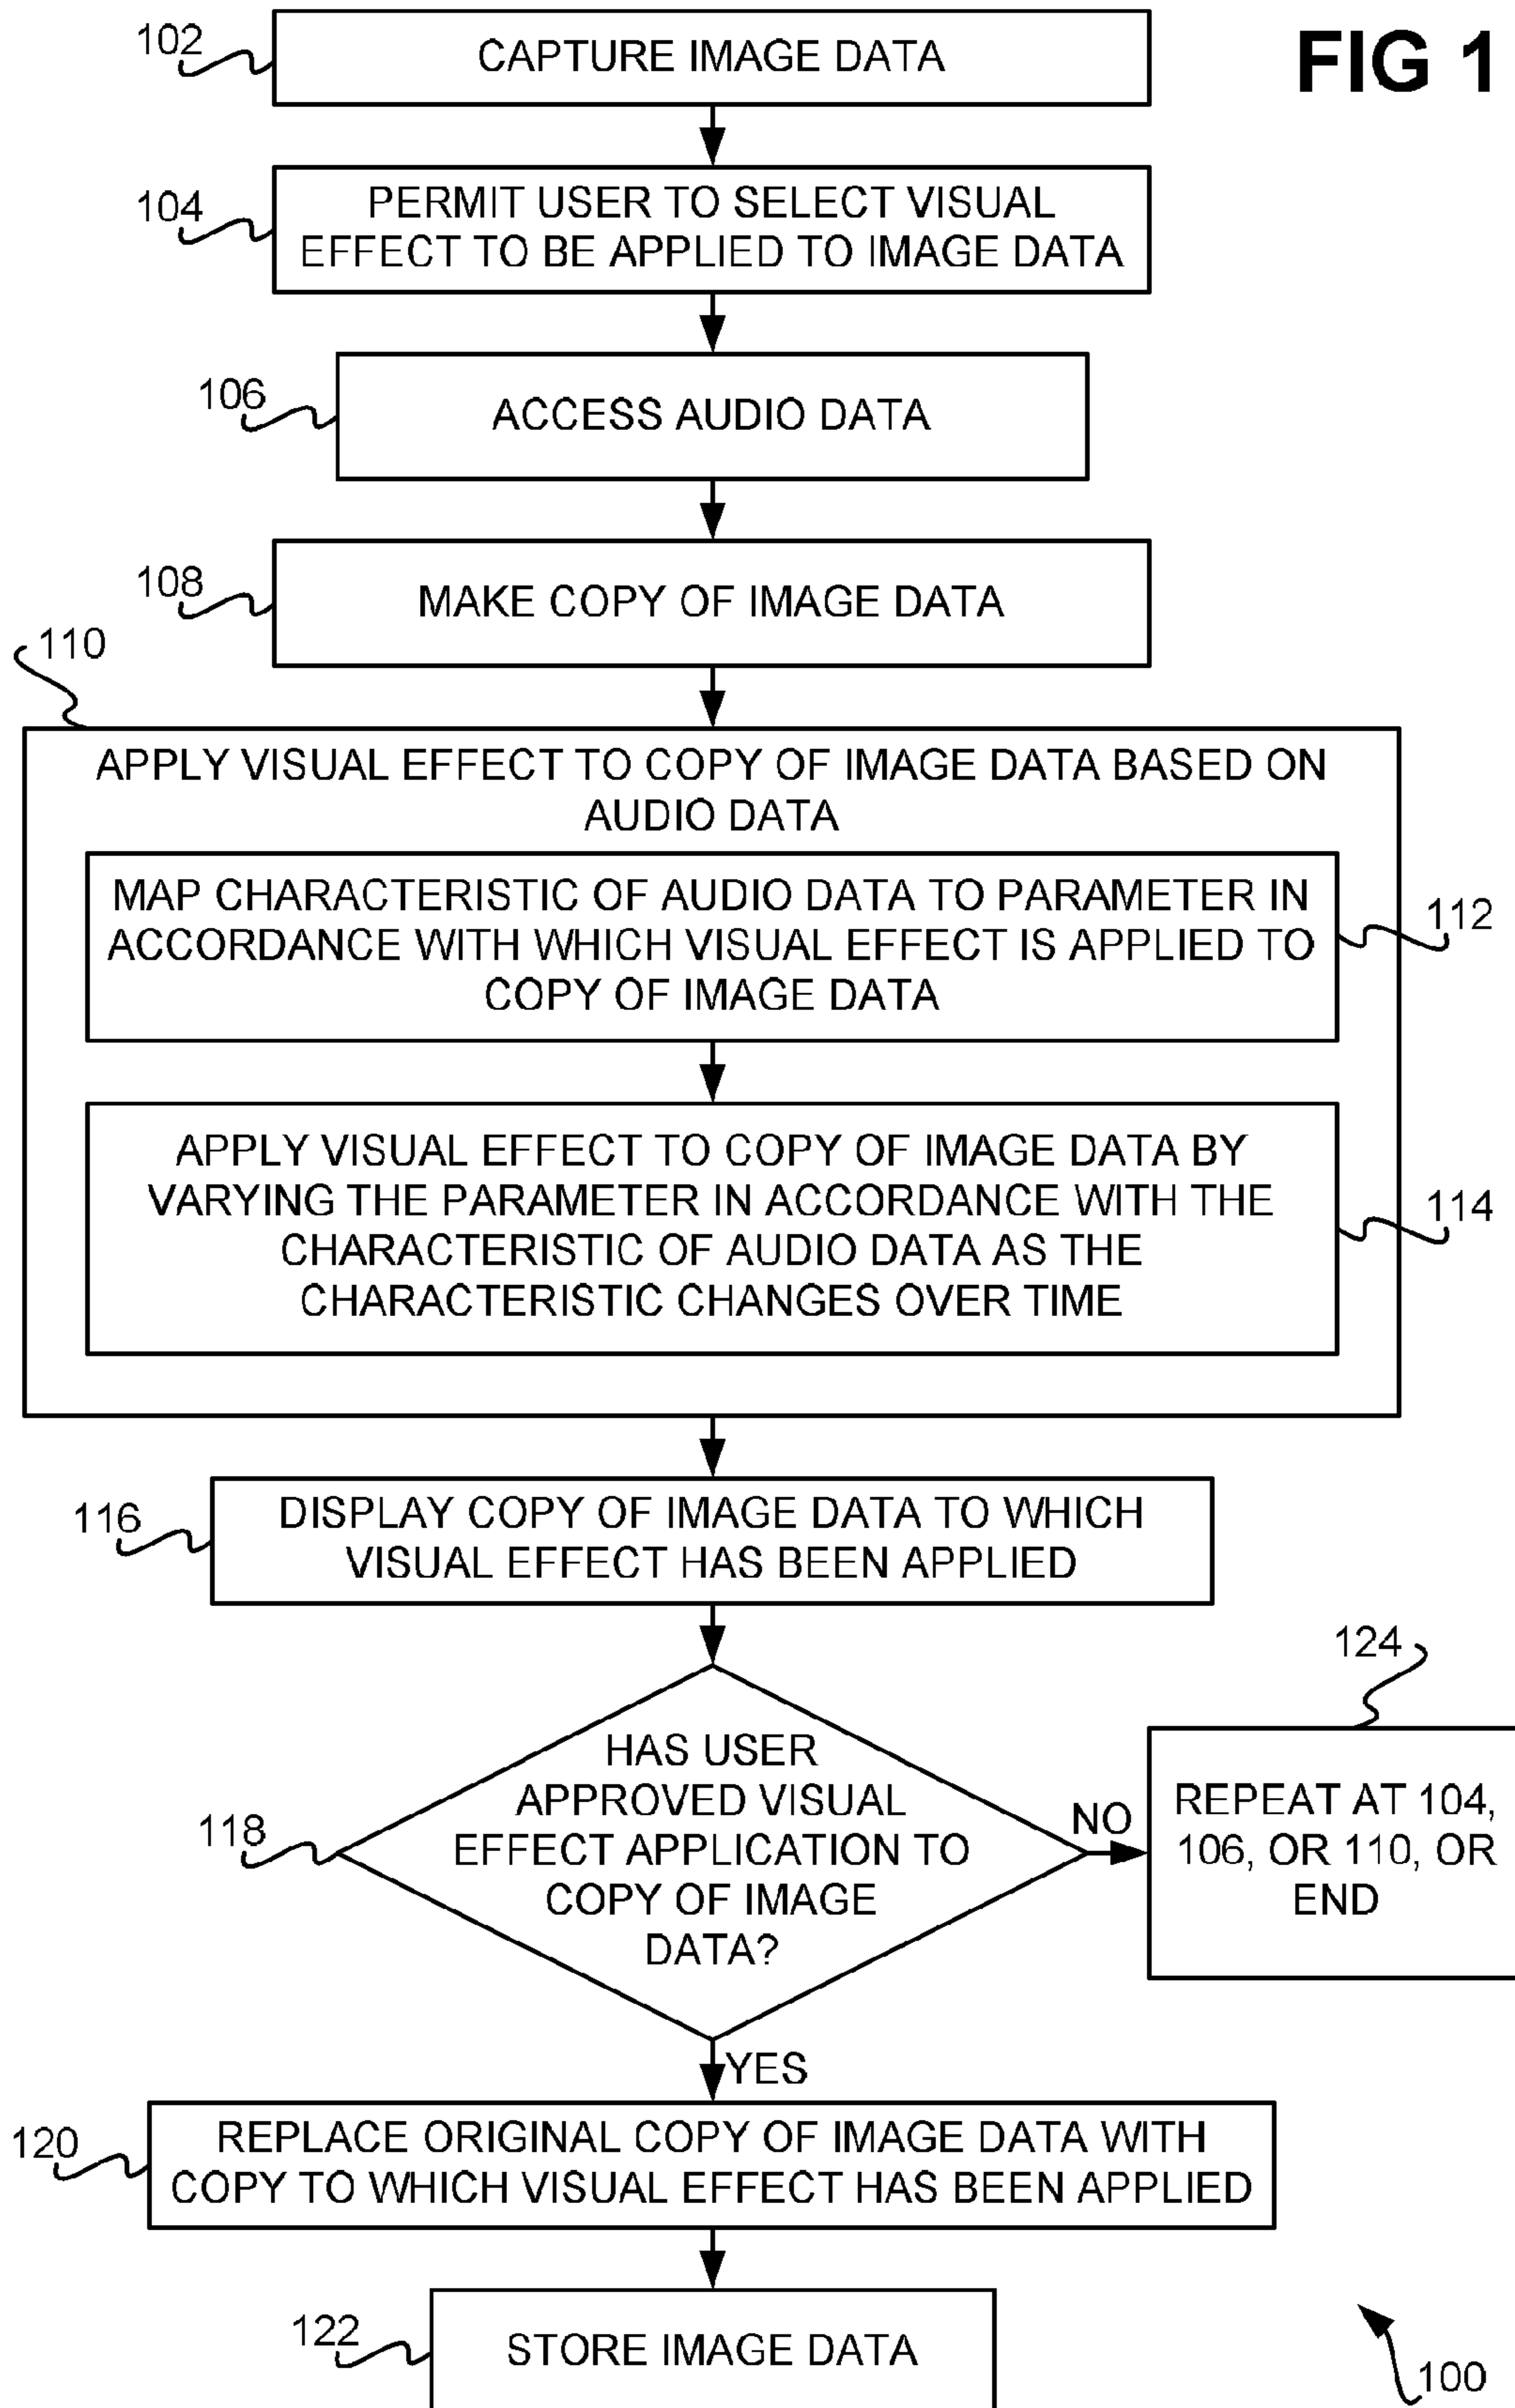 FIG 1
102
CAPTURE IMAGE DATA
104
PERMIT USER TO SELECT VISUAL
EFFECT TO BE APPLIED TO IMAGE DATA
106
ACCESS AUDIO DATA
108
MAKE COPY OF IMAGE DATA
110
APPLY VISUAL EFFECT TO COPY OF IMAGE DATA BASED ON
AUDIO DATA
MAP CHARACTERISTIC OF AUDIO DATA TO PARAMETER IN
ACCORDANCE WITH WHICH VISUAL EFFECT IS APPLIED TO
COPY OF IMAGE DATA
112
APPLY VISUAL EFFECT TO COPY OF IMAGE DATA BY
VARYING THE PARAMETER IN ACCORDANCE WITH THE
CHARACTERISTIC OF AUDIO DATA AS THE
CHARACTERISTIC CHANGES OVER TIME
114
116
DISPLAY COPY OF IMAGE DATA TO WHICH
VISUAL EFFECT HAS BEEN APPLIED
118
HAS USER
APPROVED VISUAL
EFFECT APPLICATION TO
COPY OF IMAGE
DATA?
NO
124
REPEAT AT 104,
106, OR 110, OR
END
YES
120
REPLACE ORIGINAL COPY OF IMAGE DATA WITH
COPY TO WHICH VISUAL EFFECT HAS BEEN APPLIED
122
STORE IMAGE DATA
100